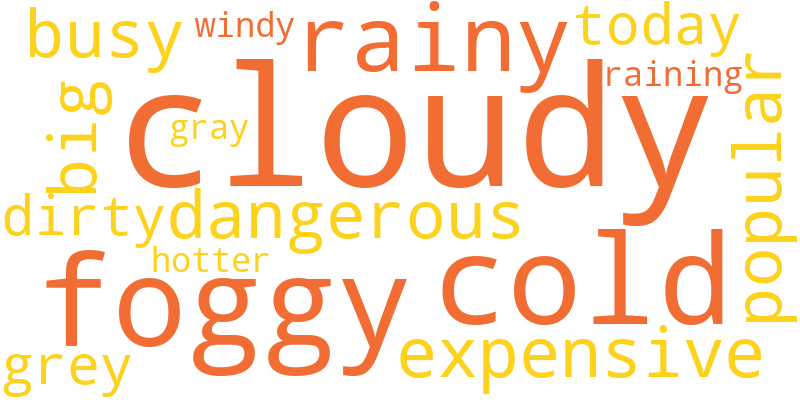 busy
windy
rainy
today
raining
big
cloudy
gray
popular
dirty
dangerous
hotter
foggy
cold
grey
expensive